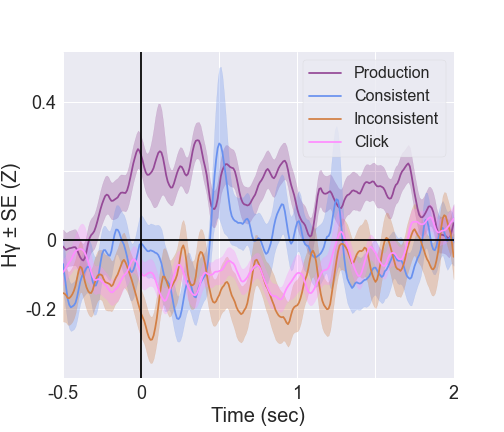 Production
Consistent
Inconsistent
Click
Hγ ± SE (Z)
0.4
0
-0.2
-0.5 0 1 2
Time (sec)